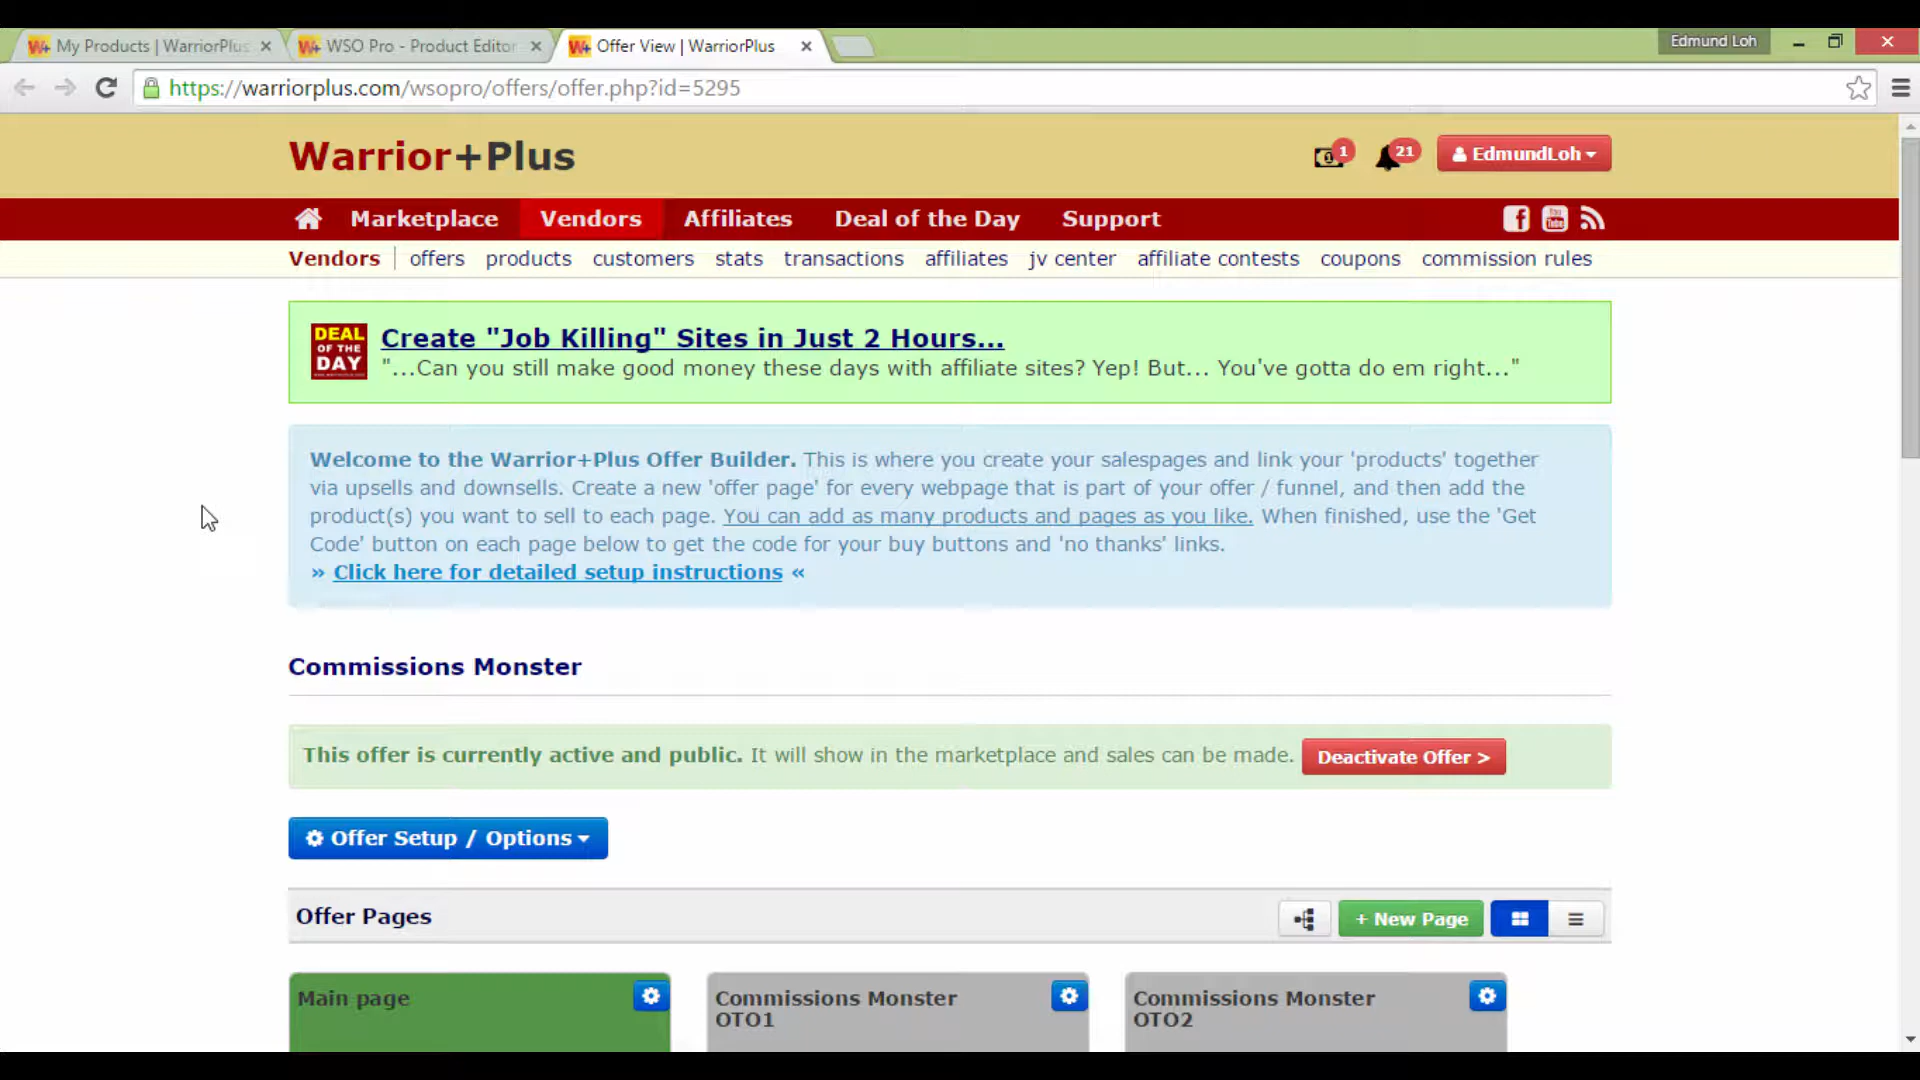 My Products | WarriorPlus
WSO Pro - Product Editor
Offer View | WarriorPlus
Edmund Loh
https://warriorplus.com/wsopro/offers/offer.php?id=5295
Warrior+Plus
1
21
EdmundLoh
Marketplace Vendors Affiliates Deal of the Day Support
Vendors offers products customers stats transactions affiliates jv center affiliate contests coupons commission rules
DEAL
OF THE
DAY
Create "Job Killing" Sites in Just 2 Hours...
"...Can you still make good money these days with affiliate sites? Yep! But... You've gotta do em right..."
Welcome to the Warrior+Plus Offer Builder. This is where you create your salespages and link your 'products' together
via upsells and downsells. Create a new 'offer page' for every webpage that is part of your offer / funnel, and then add the
product(s) you want to sell to each page. You can add as many products and pages as you like. When finished, use the 'Get
Code' button on each page below to get the code for your buy buttons and 'no thanks' links.
» Click here for detailed setup instructions «
Commissions Monster
This offer is currently active and public. It will show in the marketplace and sales can be made. Deactivate Offer >
Offer Setup / Options
Offer Pages
+ New Page
Main page
Commissions Monster
OTO1
Commissions Monster
OTO2